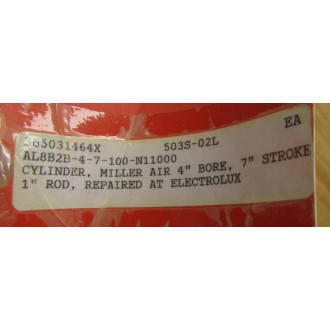 365031464X 503S-02L EA
AL8B2B-4-7-100-N11000
CYLINDER, MILLER AIR 4" BORE, 7" STROKE
1" ROD, REPAIRED AT ELECTROLUX